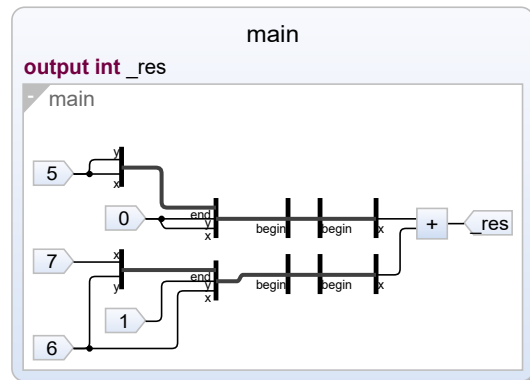 main
output int _res
- main
y
5
x
0
end
y
x
begin
begin
x
+
_res
7
x
y
end
y
x
begin
begin
x
1
6